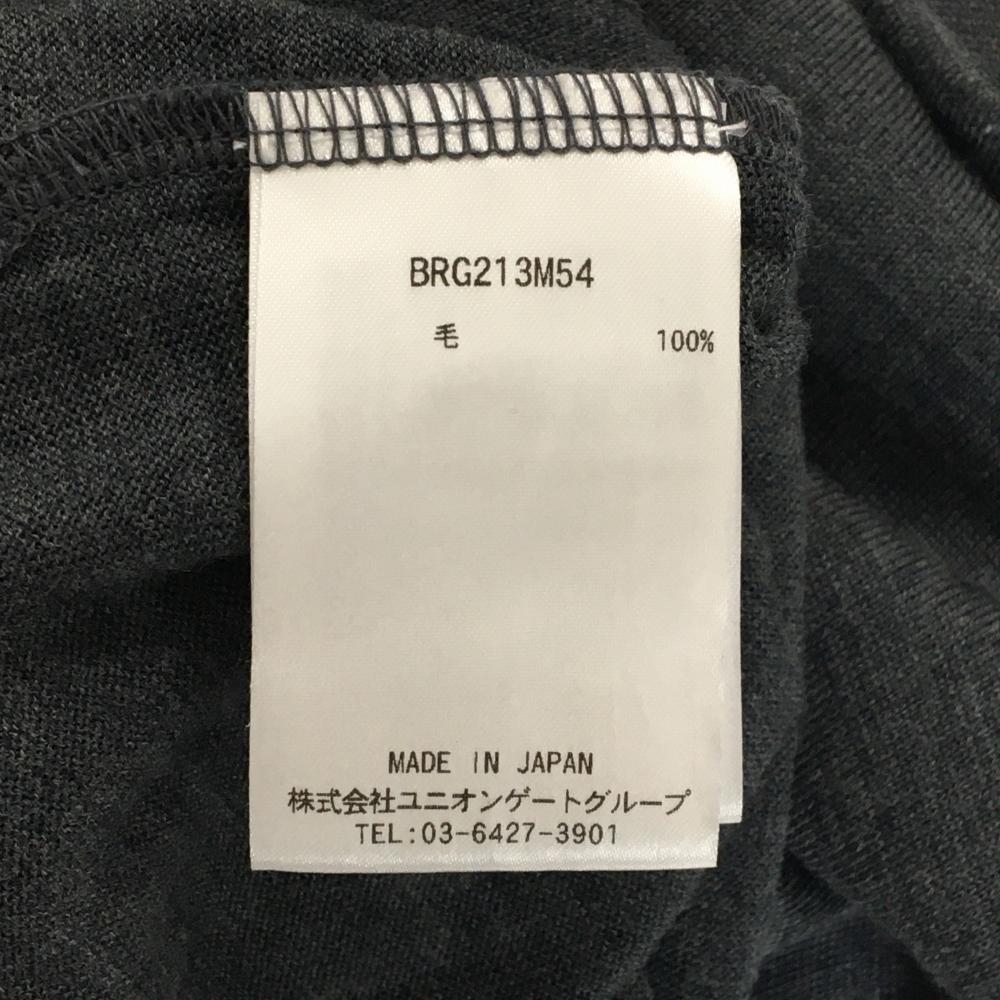 BRG213M54
毛 100%
MADE IN JAPAN
株式会社ユニオンゲートグループ
TEL:03-6427-3901